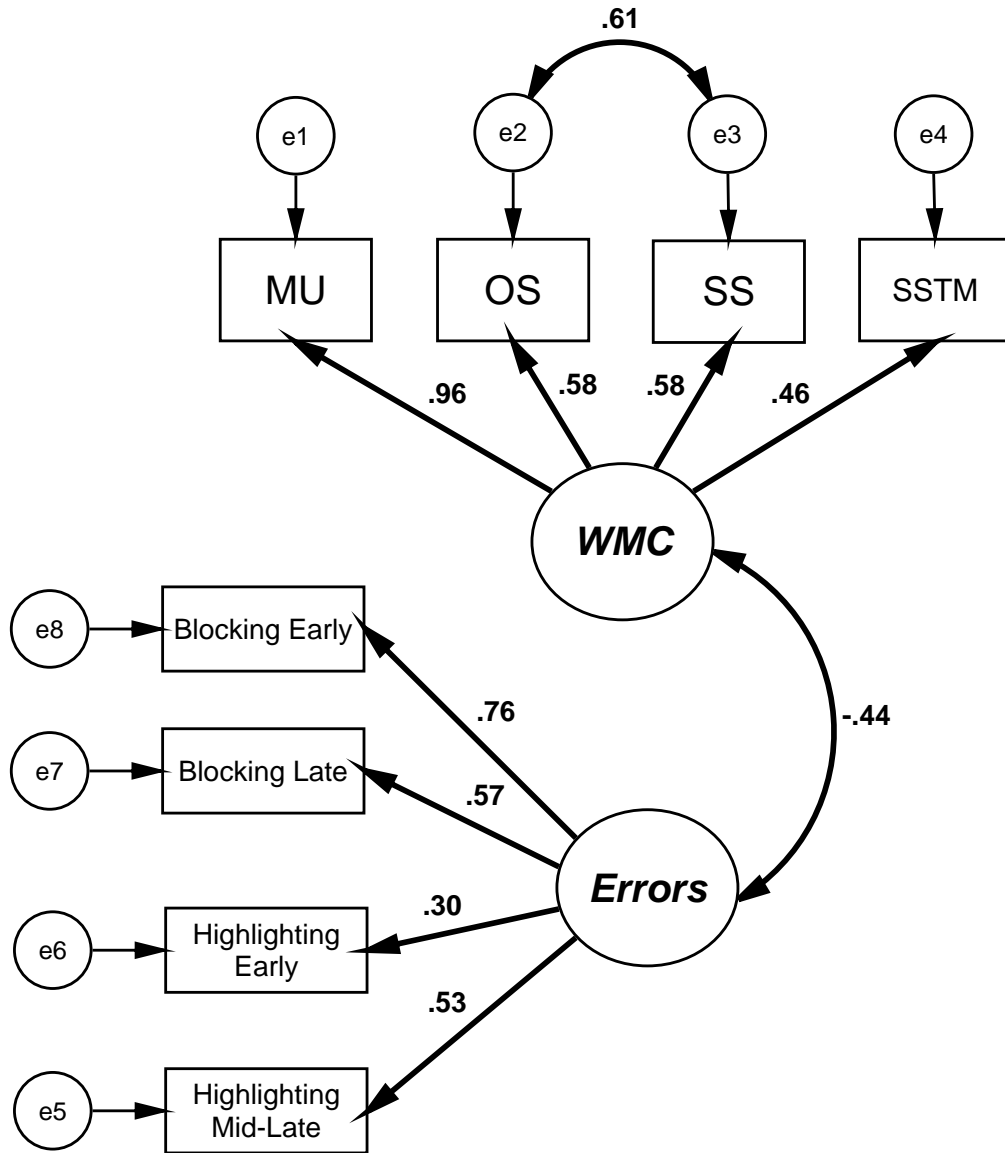 .61
e1
e2
e3
e4
MU
OS
SS
SSTM
.96
.58
.58
.46
WMC
e8
Blocking Early
.76
-.44
e7
Blocking Late
.57
Errors
e6
Highlighting
Early
.30
.53
e5
Highlighting
Mid-Late